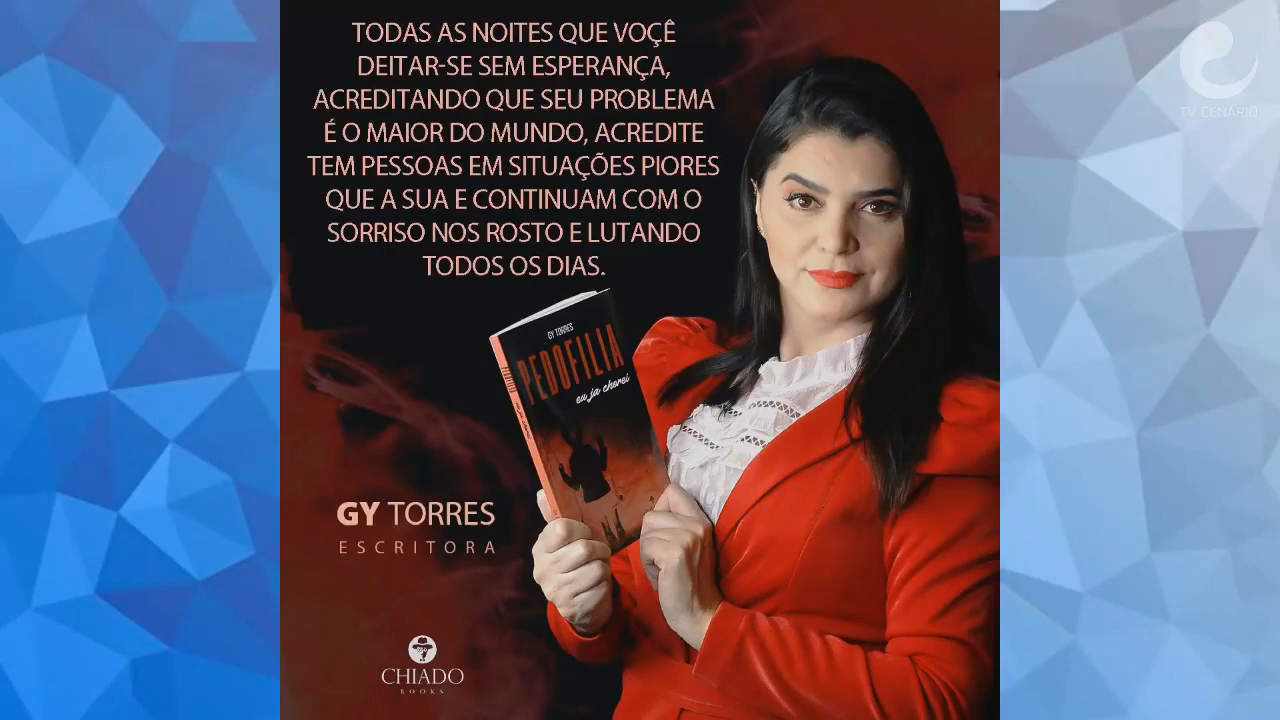 TODAS AS NOITES QUE VOÇÊ
DEITAR-SE SEM ESPERANÇA,
ACREDITANDO QUE SEU PROBLEMA
É O MAIOR DO MUNDO, ACREDITE
TEM PESSOAS EM SITUAÇÕES PIORES
QUE A SUA E CONTINUAM COM O
SORRISO NOS ROSTO E LUTANDO
TODOS OS DIAS.
TV CENÁRIO
GY TORRES
PEDOFILIA
eu já chorei
GY TORRES
ESCRITORA
CHIADO
BOOKS